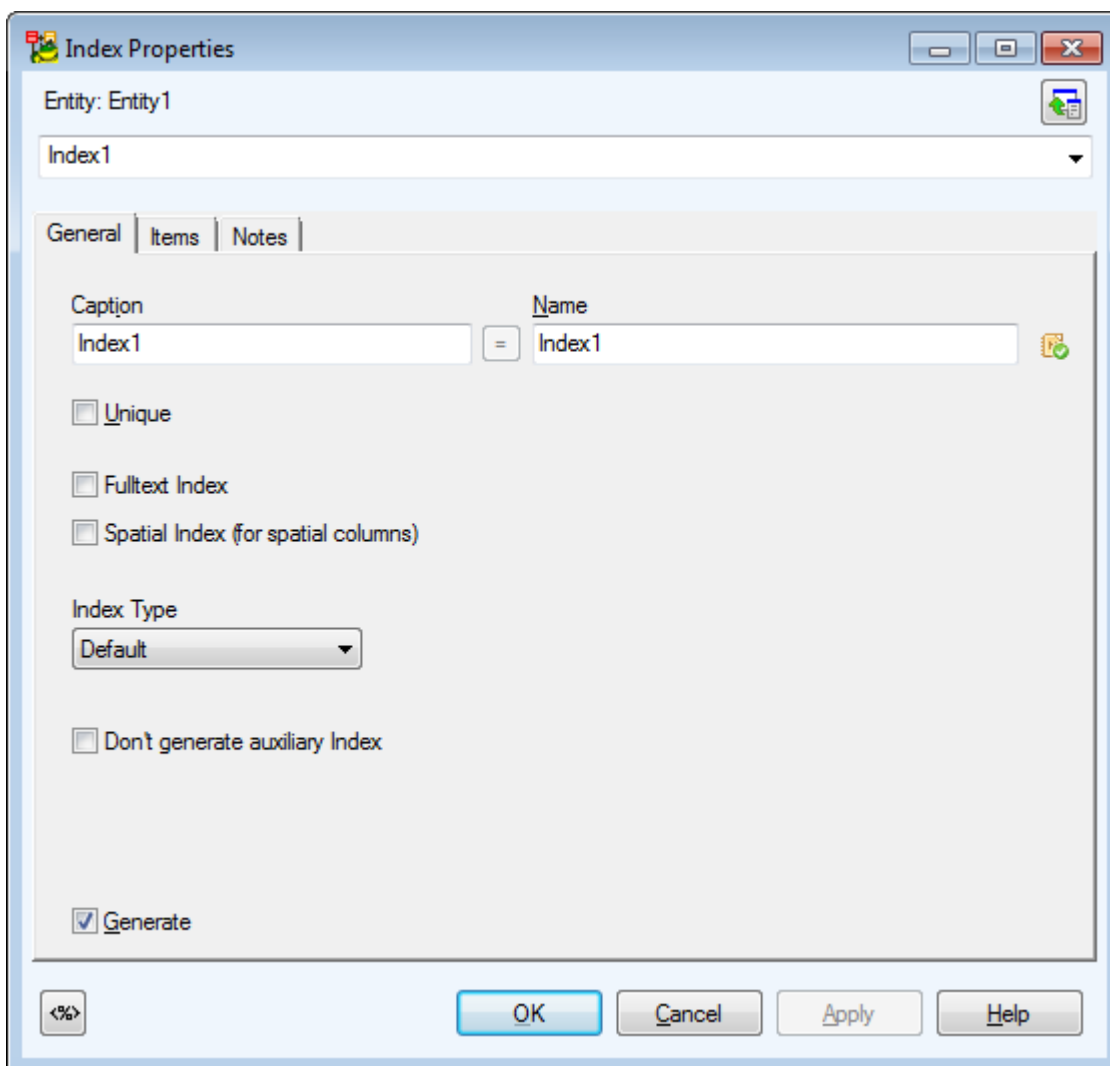 Index Properties
Entity: Entity1
Index1
General Items Notes
Caption Name
Index1 = Index1
Unique
Fulltext Index
Spatial Index (for spatial columns)
Index Type
Default
Don't generate auxiliary Index
Generate
<%> OK Cancel Apply Help